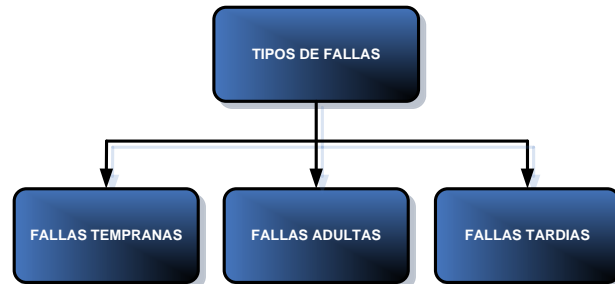 TIPOS DE FALLAS
FALLAS TEMPRANAS
FALLAS ADULTAS
FALLAS TARDIAS